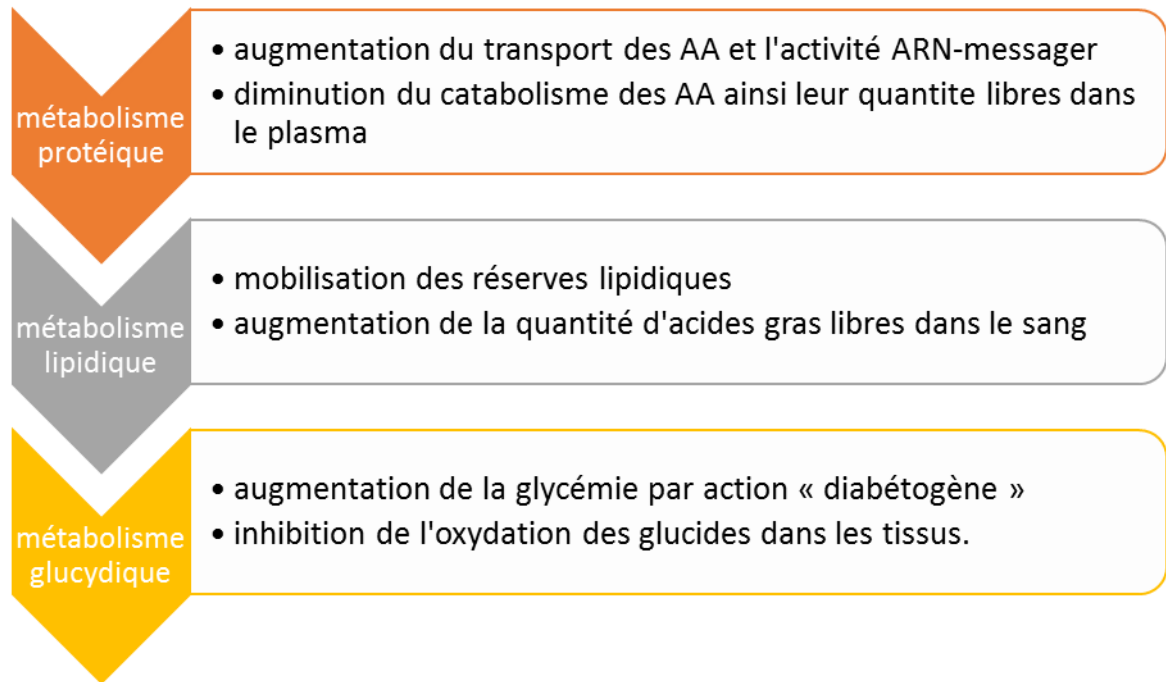 métabolisme
protéique
• augmentation du transport des AA et l'activité ARN-messager
• diminution du catabolisme des AA ainsi leur quantite libres dans
le plasma
métabolisme
lipidique
• mobilisation des réserves lipidiques
• augmentation de la quantité d'acides gras libres dans le sang
métabolisme
glucydique
• augmentation de la glycémie par action « diabétogène »
• inhibition de l'oxydation des glucides dans les tissus.